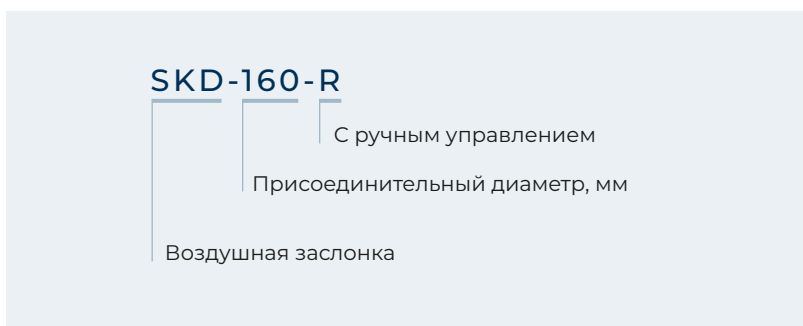 SKD-160-R
С ручным управлением
Присоединительный диаметр, мм
Воздушная заслонка